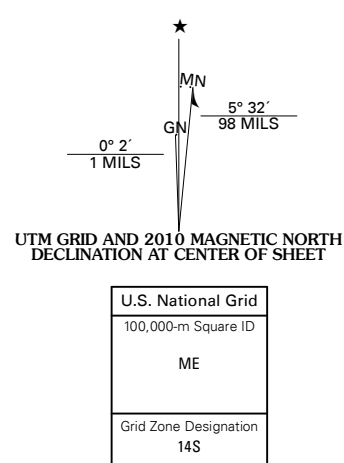 MN
GN
5° 32´
98 MILS
0° 2´
1 MILS
UTM GRID AND 2010 MAGNETIC NORTH
DECLINATION AT CENTER OF SHEET
U.S. National Grid
100,000-m Square ID
ME
Grid Zone Designation
14S